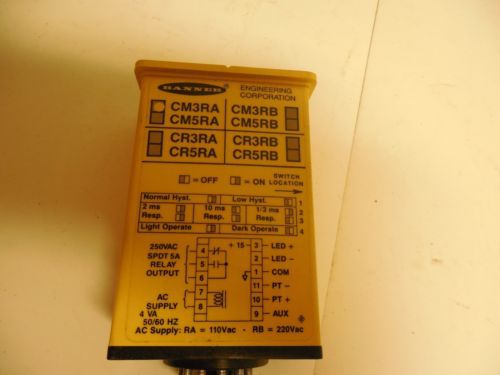 BANNER ® ENGINEERING CORPORATION
CM3RA CM3RB
CM5RA CM5RB
CR3RA CR3RB
CR5RA CR5RB
= OFF = ON SWITCH LOCATION
Normal Hyst. Low Hyst. 1
2 ms Resp. 10 ms Resp. 1/2 ms Resp. 2 3
Light Operate Dark Operate 4
250VAC SPDT 5A RELAY OUTPUT
4
5
6
AC SUPPLY 4 VA 50/60 HZ
7
8
+ 15 3 LED +
2 LED -
1 COM
11 PT -
10 PT +
9 AUX
AC Supply: RA = 110Vac - RB = 220Vac